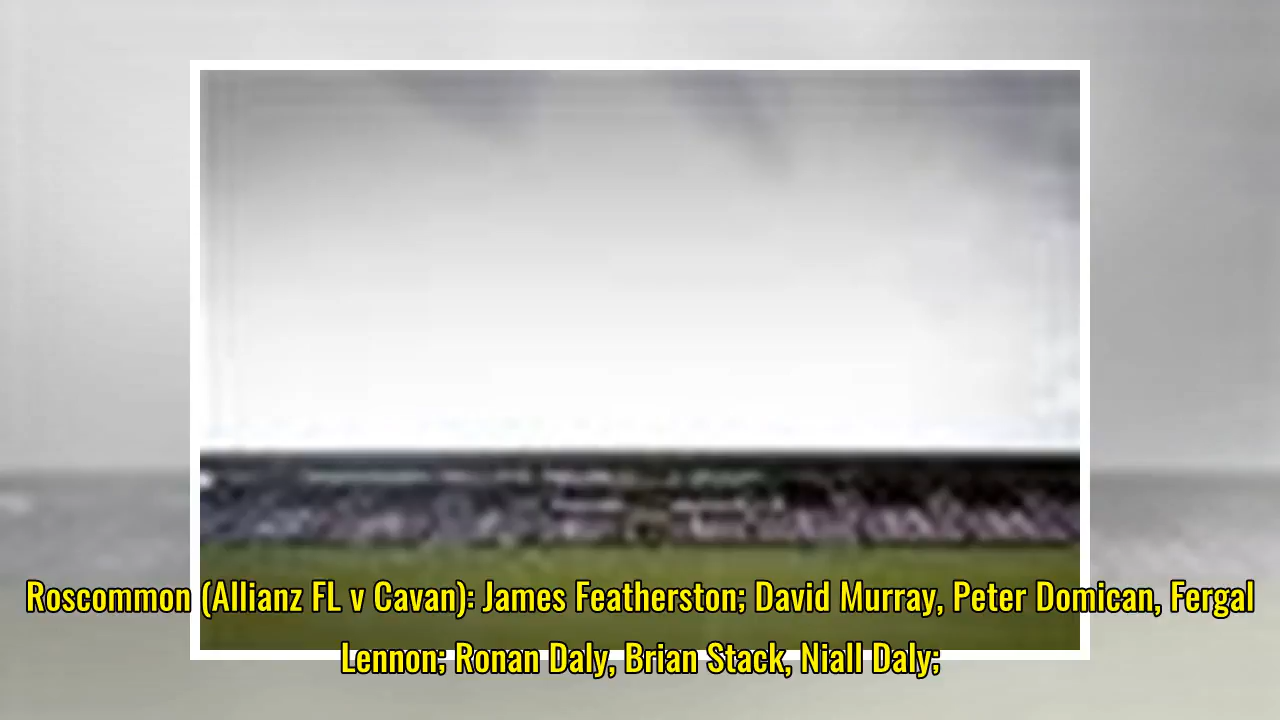 Roscommon (Allianz FL v Cavan): James Featherston; David Murray, Peter Domican, Fergal
Lennon; Ronan Daly, Brian Stack, Niall Daly;